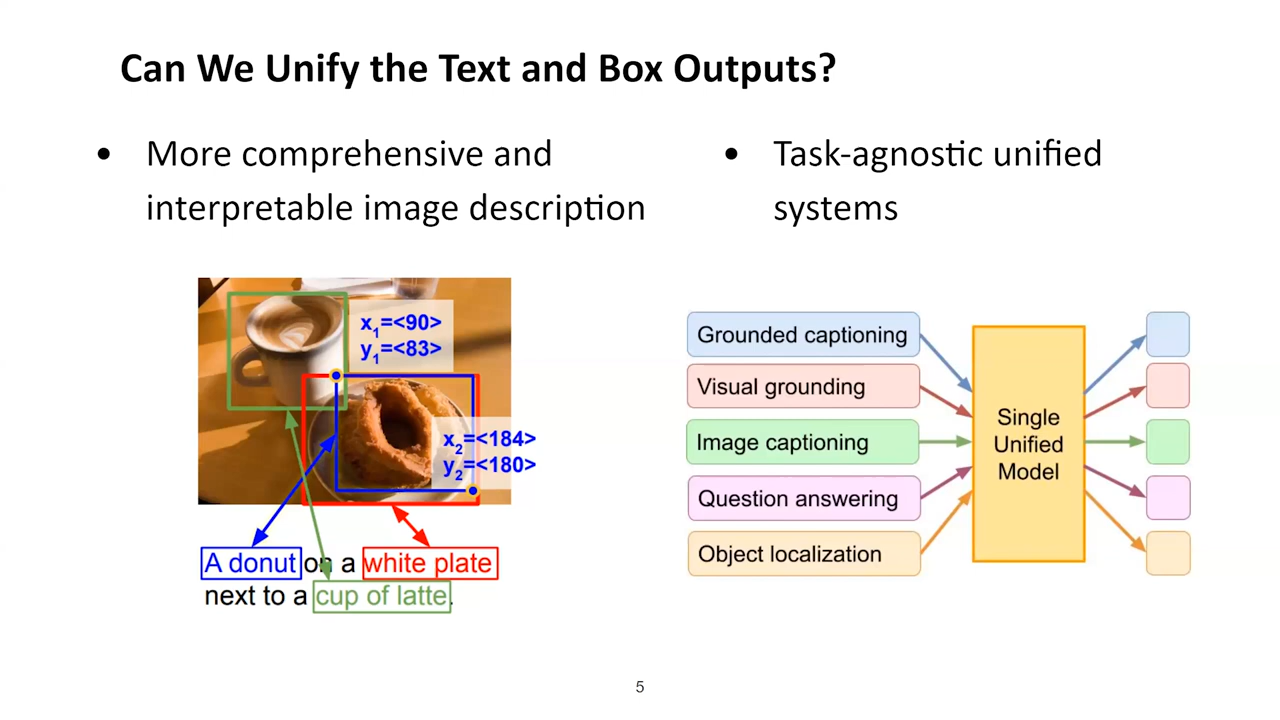 Can We Unify the Text and Box Outputs?
• More comprehensive and
interpretable image description
• Task-agnostic unified
systems
x1=<90>
y1=<83>
x2=<184>
y2=<180>
A donut on a white plate
next to a cup of latte.
Grounded captioning
Visual grounding
Image captioning
Question answering
Object localization
Single
Unified
Model
5